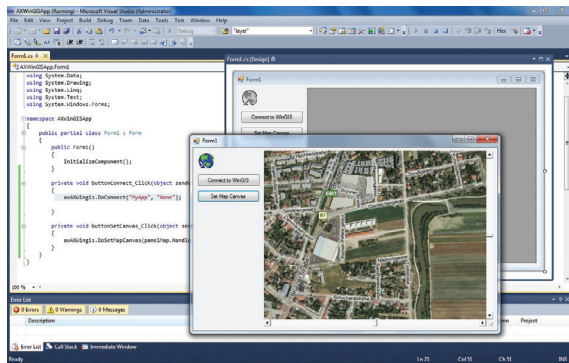 AXWinGISApp (Running) - Microsoft Visual Studio (Administrator)
File Edit View Project Build Debug Team Data Tools Test Window Help
Debug "layer" Hex
Form1.cs Form1.cs [Design]
AXWinGISApp.Form1
using System.Data;
using System.Drawing;
using System.Linq;
using System.Text;
using System.Windows.Forms;
namespace AXWinGISApp
{
public partial class Form1 : Form
{
public Form1()
{
InitializeComponent();
}
private void buttonConnect_Click(object sende
{
axAXWingis.DoConnect("MyApp", "None");
}
private void buttonSetCanvas_Click(object sen
{
axAXWingis.DoSetMapCanvas(panelMap.Handle
}
}
}
Form1
Connect to WinGIS
Set Map Canvas
Form1
Connect to WinGIS
Set Map Canvas
100 %
Error List
0 Errors 0 Warnings 0 Messages
Description Project
Error List Call Stack Immediate Window
Ready Ln 21 Col 51 Ch 51 INS